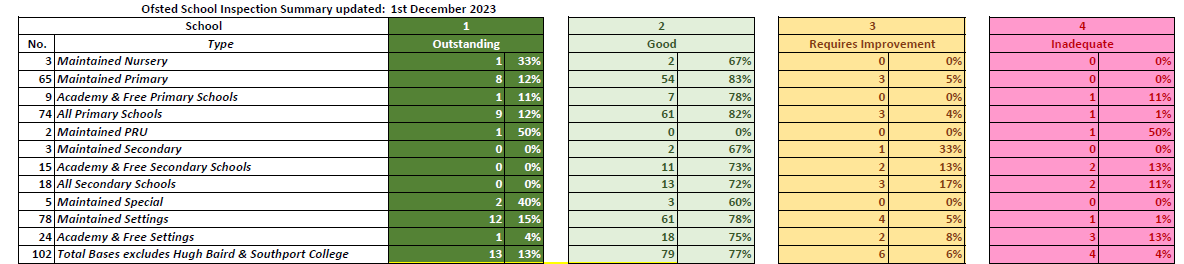 Ofsted School Inspection Summary updated: 1st December 2023
School 1 2 3 4
No. Type Outstanding Good Requires Improvement Inadequate
3 Maintained Nursery 1 33% 2 67% 0 0% 0 0%
65 Maintained Primary 8 12% 54 83% 3 5% 0 0%
9 Academy & Free Primary Schools 1 11% 7 78% 0 0% 1 11%
74 All Primary Schools 9 12% 61 82% 3 4% 1 1%
2 Maintained PRU 1 50% 0 0% 0 0% 1 50%
3 Maintained Secondary 0 0% 2 67% 1 33% 0 0%
15 Academy & Free Secondary Schools 0 0% 11 73% 2 13% 2 13%
18 All Secondary Schools 0 0% 13 72% 3 17% 2 11%
5 Maintained Special 2 40% 3 60% 0 0% 0 0%
78 Maintained Settings 12 15% 61 78% 4 5% 1 1%
24 Academy & Free Settings 1 4% 18 75% 2 8% 3 13%
102 Total Bases excludes Hugh Baird & Southport College 13 13% 79 77% 6 6% 4 4%